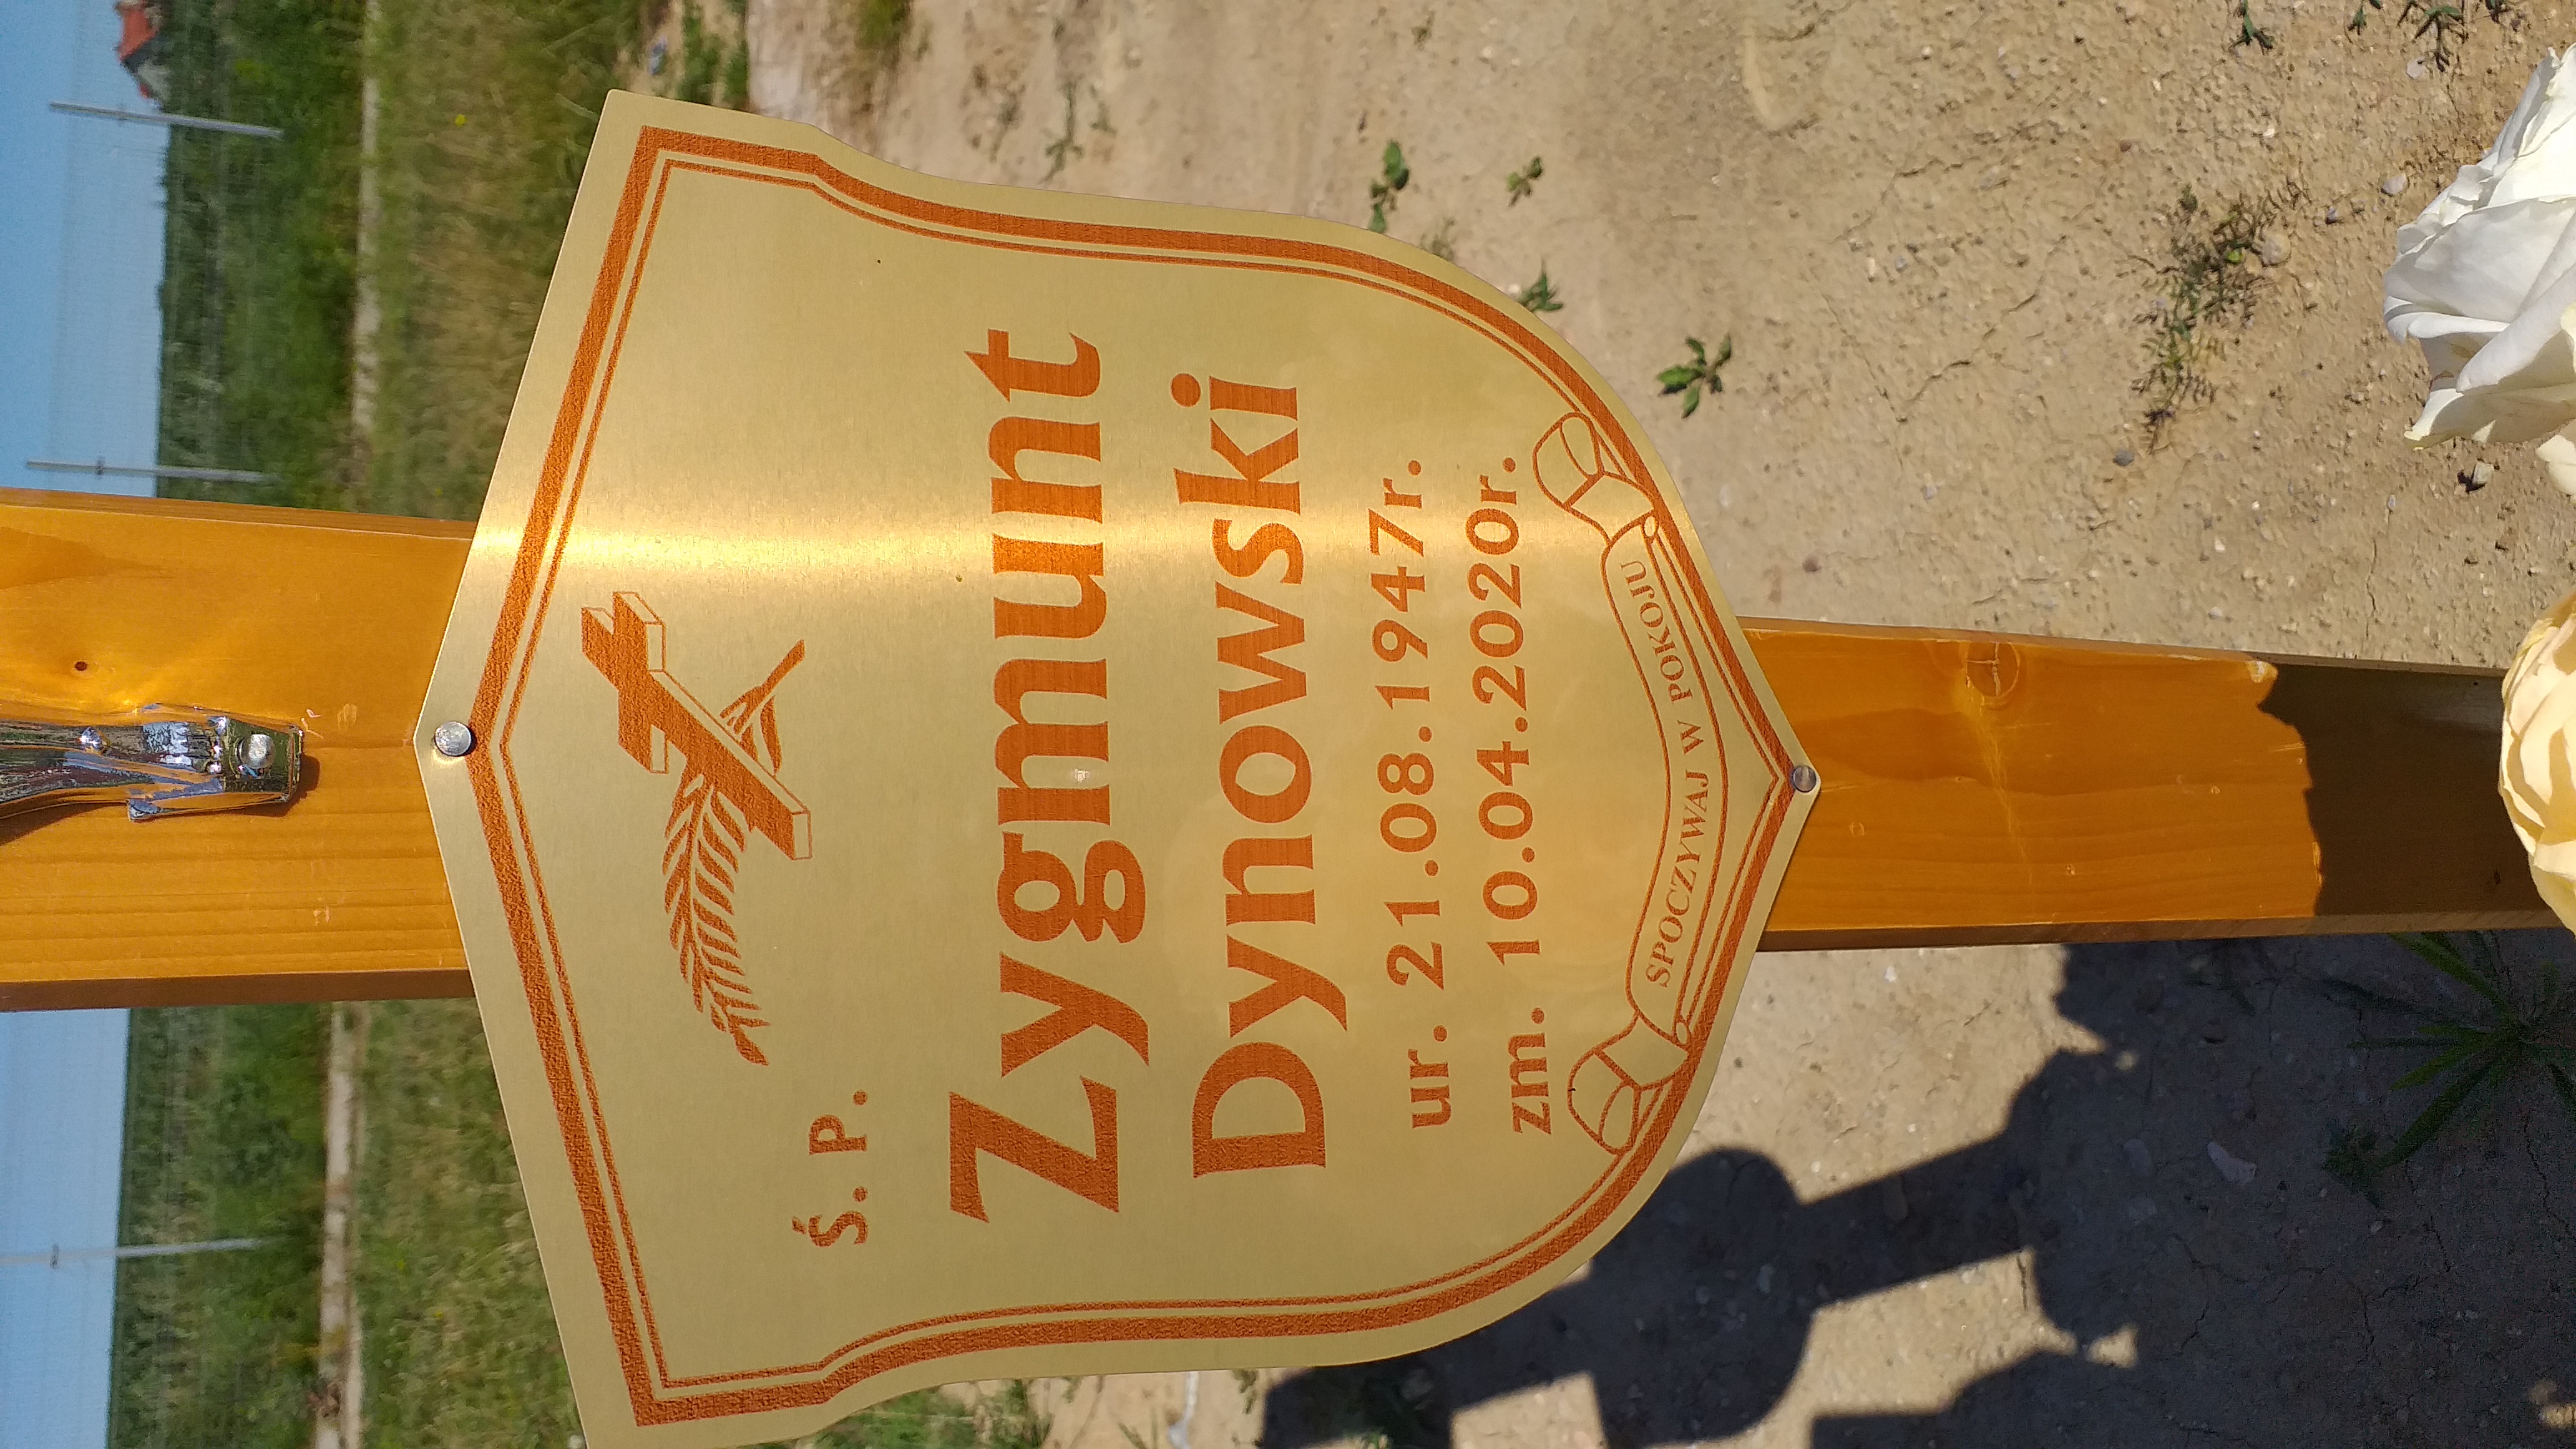 Ś.P.
Zygmunt
Dynowski
ur. 21.08.1947r.
zm. 10.04.2020r.
SPOCZYWAJ W POKOJU